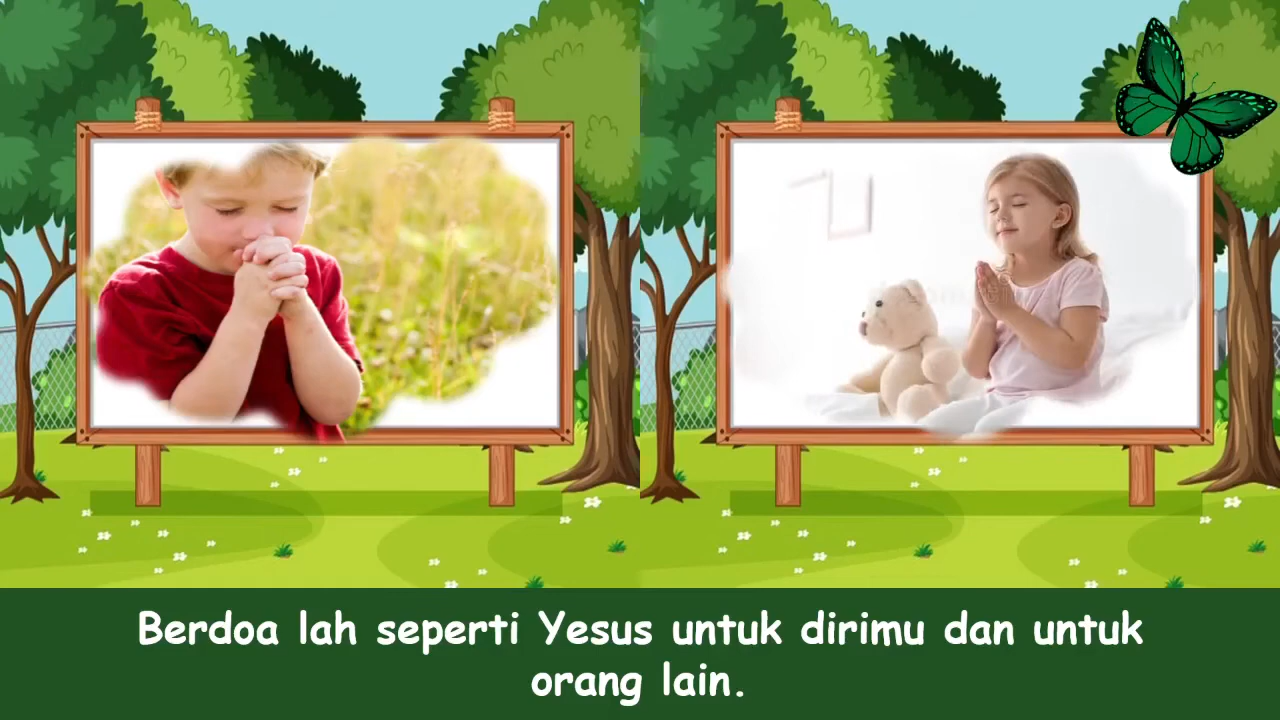 Berdoa lah seperti Yesus untuk dirimu dan untuk
orang lain.